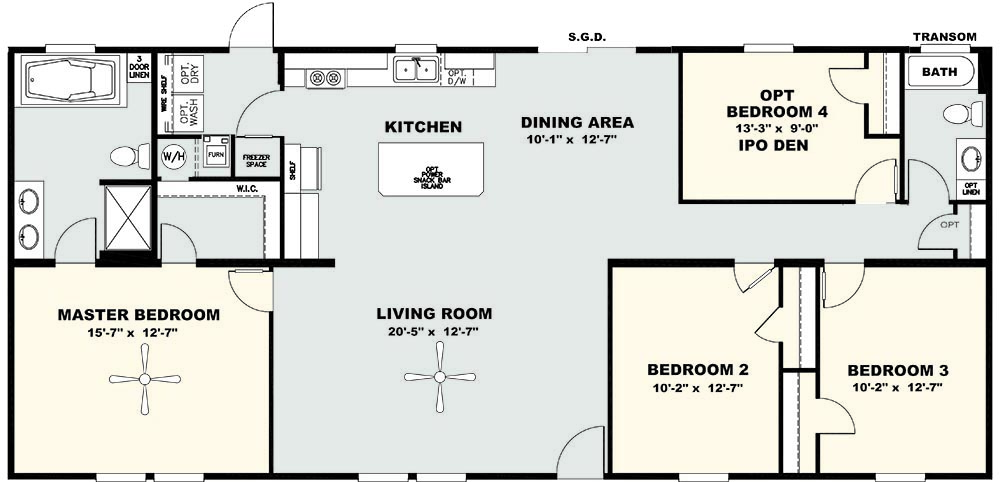 S.G.D.
TRANSOM
3
DOOR
LINEN
WIRE SHELF
OPT.
DRY
OPT.
WASH
OPT.
D/W
BATH
KITCHEN
DINING AREA
10'-1" x 12'-7"
OPT
BEDROOM 4
13'-3" x 9'-0"
IPO DEN
W/H
FURN
FREEZER
SPACE
SHELF
OPT
POWER
SNACK BAR
ISLAND
W.I.C.
OPT
LINEN
OPT
MASTER BEDROOM
15'-7" x 12'-7"
LIVING ROOM
20'-5" x 12'-7"
BEDROOM 2
10'-2" x 12'-7"
BEDROOM 3
10'-2" x 12'-7"